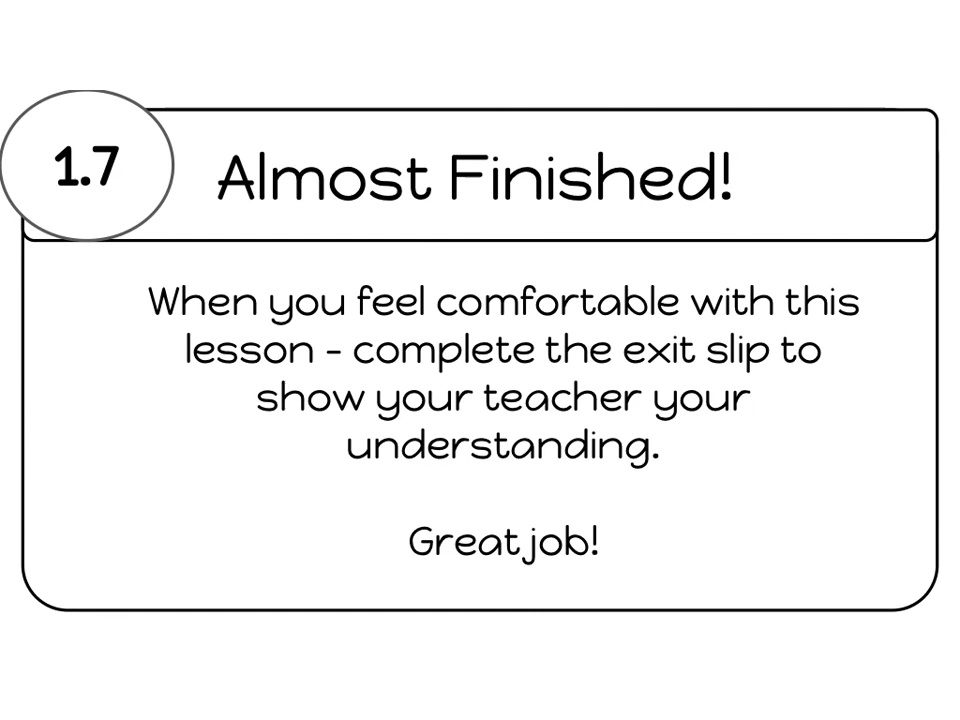 1.7
Almost Finished!
When you feel comfortable with this
lesson - complete the exit slip to
show your teacher your
understanding.
Great job!